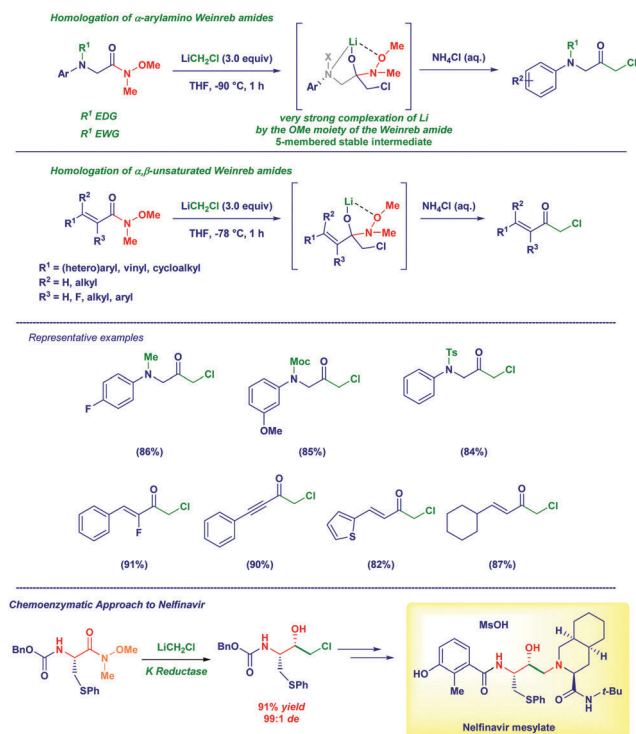 Homologation of α-arylamino Weinreb amides
R¹ O
Ar N N OMe
Me
R¹ EDG
R¹ EWG
LiCH₂Cl (3.0 equiv)
THF, -90 °C, 1 h
Li OMe
X O
Ar N N Me
Cl
very strong complexation of Li
by the OMe moiety of the Weinreb amide
5-membered stable intermediate
NH₄Cl (aq.)
R¹ O
N Cl
R²
Homologation of α,β-unsaturated Weinreb amides
R² O
R¹ N OMe
R³ Me
R¹ = (hetero)aryl, vinyl, cycloalkyl
R² = H, alkyl
R³ = H, F, alkyl, aryl
LiCH₂Cl (3.0 equiv)
THF, -78 °C, 1 h
Li OMe
R² O
R¹ N Me
R³ Cl
NH₄Cl (aq.)
R² O
R¹ Cl
R³
Representative examples
Me O
N Cl
F
(86%)
Moc O
N Cl
OMe
(85%)
Ts O
N Cl
(84%)
O
Cl
F
(91%)
O
Cl
(90%)
O
Cl
S
(82%)
O
Cl
(87%)
Chemoenzymatic Approach to Nelfinavir
H O
BnO N N OMe
O Me
SPh
LiCH₂Cl
K Reductase
H OH
BnO N Cl
O
SPh
91% yield
99:1 de
MsOH
H
H OH H
N N
HO O
Me SPh O N t-Bu
H
Nelfinavir mesylate